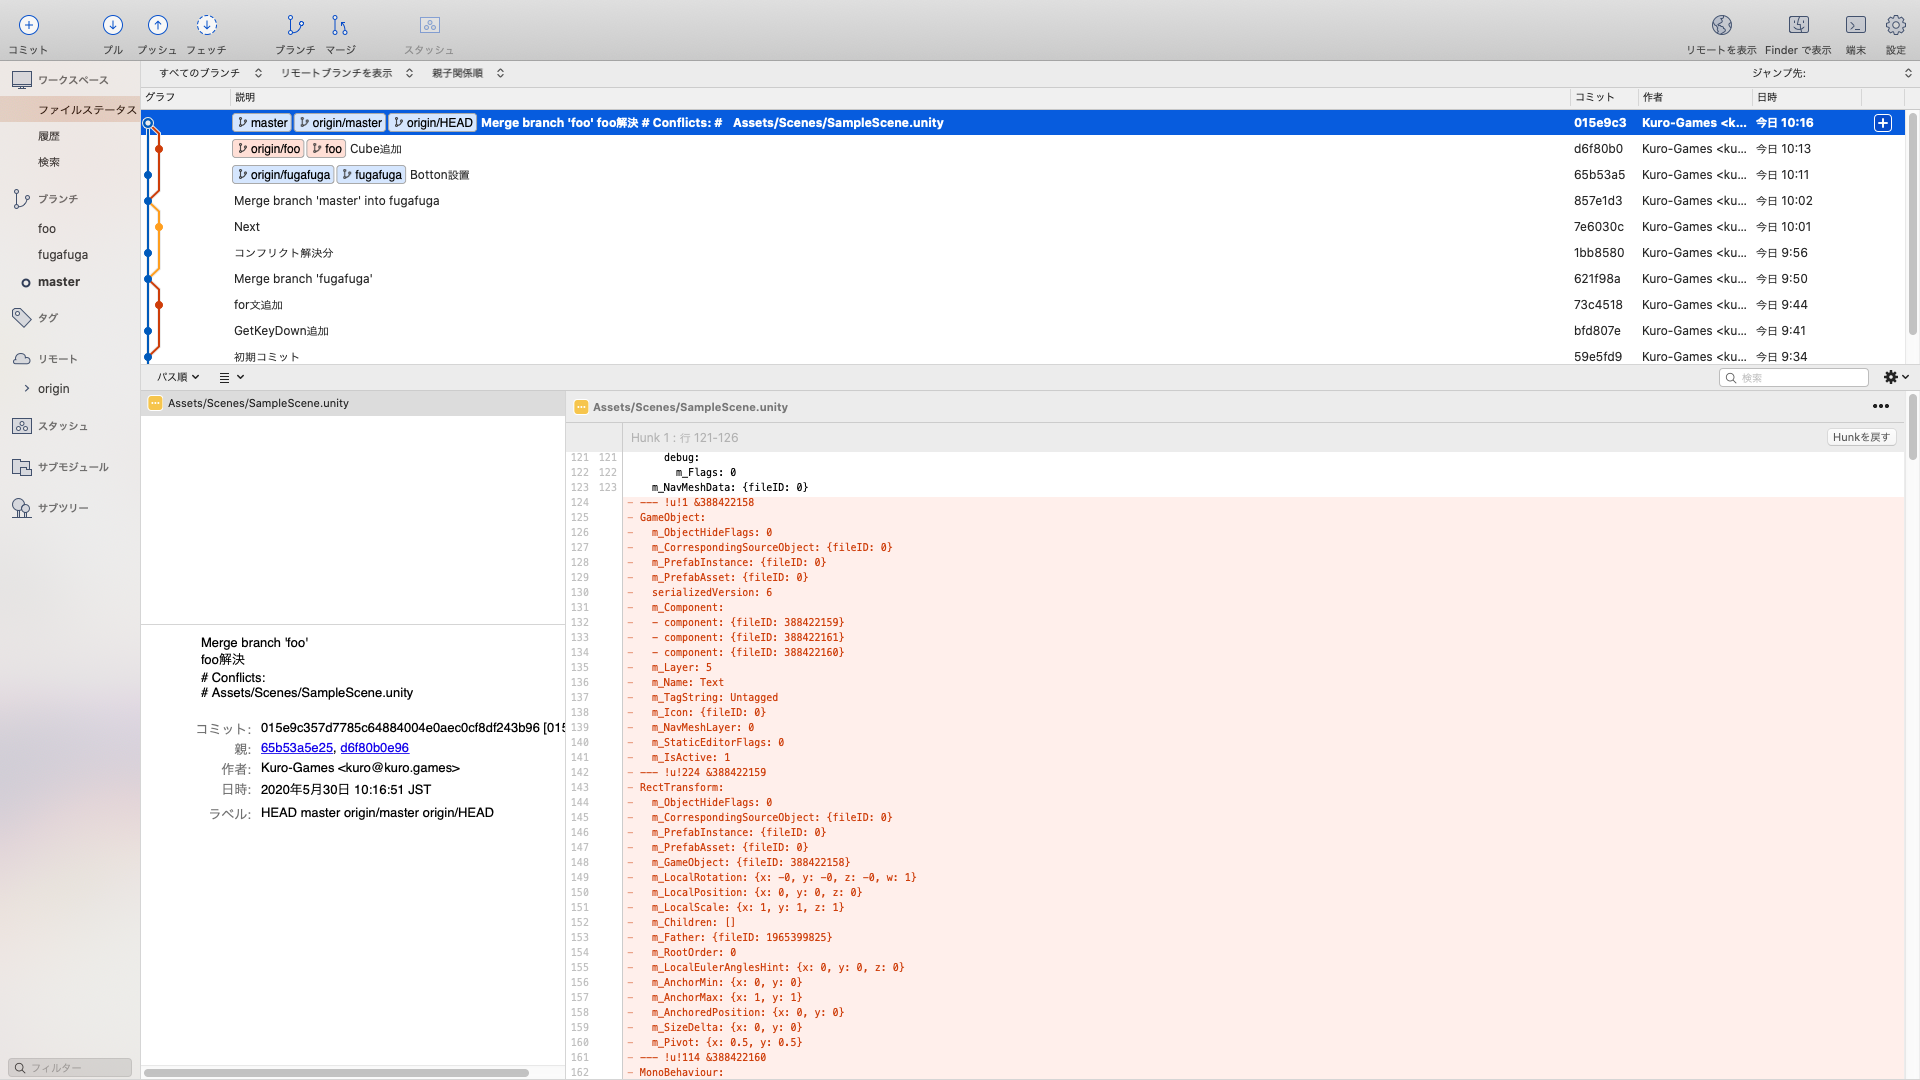 コミット
プル
プッシュ
フェッチ
ブランチ
マージ
スタッシュ
リモートを表示
Finder で表示
端末
設定
ワークスペース
ファイルステータス
履歴
検索
ブランチ
foo
fugafuga
master
タグ
リモート
origin
スタッシュ
サブモジュール
サブツリー
フィルター
すべてのブランチ リモートブランチを表示 親子関係順 ジャンプ先:
グラフ 説明 コミット 作者 日時
master origin/master origin/HEAD Merge branch 'foo' foo解決 # Conflicts: # Assets/Scenes/SampleScene.unity 015e9c3 Kuro-Games <k... 今日 10:16
origin/foo foo Cube追加 d6f80b0 Kuro-Games <ku... 今日 10:13
origin/fugafuga fugafuga Botton設置 65b53a5 Kuro-Games <ku... 今日 10:11
Merge branch 'master' into fugafuga 857e1d3 Kuro-Games <ku... 今日 10:02
Next 7e6030c Kuro-Games <ku... 今日 10:01
コンフリクト解決分 1bb8580 Kuro-Games <ku... 今日 9:56
Merge branch 'fugafuga' 621f98a Kuro-Games <ku... 今日 9:50
for文追加 73c4518 Kuro-Games <ku... 今日 9:44
GetKeyDown追加 bfd807e Kuro-Games <ku... 今日 9:41
初期コミット 59e5fd9 Kuro-Games <ku... 今日 9:34
パス順 検索
Assets/Scenes/SampleScene.unity
Merge branch 'foo'
foo解決
# Conflicts:
# Assets/Scenes/SampleScene.unity
コミット: 015e9c357d7785c64884004e0aec0cf8df243b96 [015
親: 65b53a5e25, d6f80b0e96
作者: Kuro-Games <kuro@kuro.games>
日時: 2020年5月30日 10:16:51 JST
ラベル: HEAD master origin/master origin/HEAD
Assets/Scenes/SampleScene.unity
Hunk 1 : 行 121-126 Hunkを戻す
121 121 debug:
122 122 m_Flags: 0
123 123 m_NavMeshData: {fileID: 0}
124 - --- !u!1 &388422158
125 - GameObject:
126 - m_ObjectHideFlags: 0
127 - m_CorrespondingSourceObject: {fileID: 0}
128 - m_PrefabInstance: {fileID: 0}
129 - m_PrefabAsset: {fileID: 0}
130 - serializedVersion: 6
131 - m_Component:
132 - - component: {fileID: 388422159}
133 - - component: {fileID: 388422161}
134 - - component: {fileID: 388422160}
135 - m_Layer: 5
136 - m_Name: Text
137 - m_TagString: Untagged
138 - m_Icon: {fileID: 0}
139 - m_NavMeshLayer: 0
140 - m_StaticEditorFlags: 0
141 - m_IsActive: 1
142 - --- !u!224 &388422159
143 - RectTransform:
144 - m_ObjectHideFlags: 0
145 - m_CorrespondingSourceObject: {fileID: 0}
146 - m_PrefabInstance: {fileID: 0}
147 - m_PrefabAsset: {fileID: 0}
148 - m_GameObject: {fileID: 388422158}
149 - m_LocalRotation: {x: -0, y: -0, z: -0, w: 1}
150 - m_LocalPosition: {x: 0, y: 0, z: 0}
151 - m_LocalScale: {x: 1, y: 1, z: 1}
152 - m_Children: []
153 - m_Father: {fileID: 1965399825}
154 - m_RootOrder: 0
155 - m_LocalEulerAnglesHint: {x: 0, y: 0, z: 0}
156 - m_AnchorMin: {x: 0, y: 0}
157 - m_AnchorMax: {x: 1, y: 1}
158 - m_AnchoredPosition: {x: 0, y: 0}
159 - m_SizeDelta: {x: 0, y: 0}
160 - m_Pivot: {x: 0.5, y: 0.5}
161 - --- !u!114 &388422160
162 - MonoBehaviour: